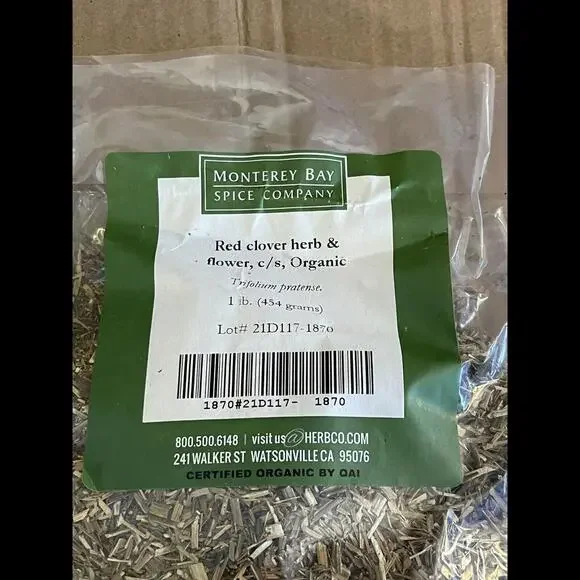 MONTEREY BAY
SPICE COMPANY
Red clover herb &
flower, c/s, Organic
Trifolium pratense.
1 lb. (454 grams)
Lot# 21D117-1870
1870#21D117- 1870
800.500.6148 | visit us@HERBCO.COM
241 WALKER ST WATSONVILLE CA 95076
CERTIFIED ORGANIC BY QAI